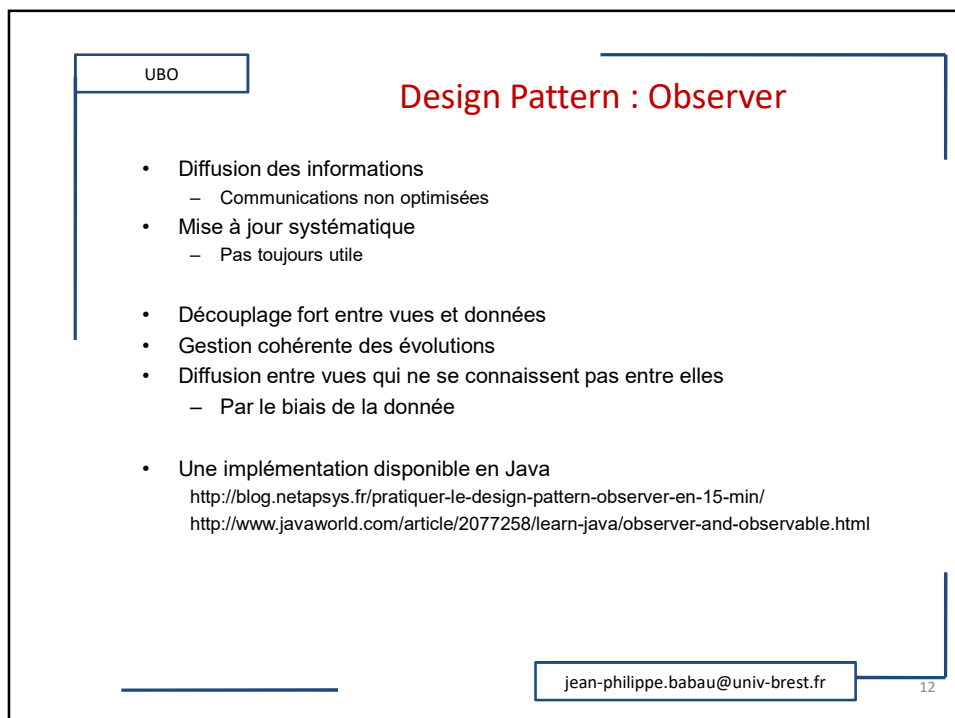 UBO
Design Pattern : Observer
• Diffusion des informations
– Communications non optimisées
• Mise à jour systématique
– Pas toujours utile
• Découplage fort entre vues et données
• Gestion cohérente des évolutions
• Diffusion entre vues qui ne se connaissent pas entre elles
– Par le biais de la donnée
• Une implémentation disponible en Java
http://blog.netapsys.fr/pratiquer-le-design-pattern-observer-en-15-min/
http://www.javaworld.com/article/2077258/learn-java/observer-and-observable.html
jean-philippe.babau@univ-brest.fr
12